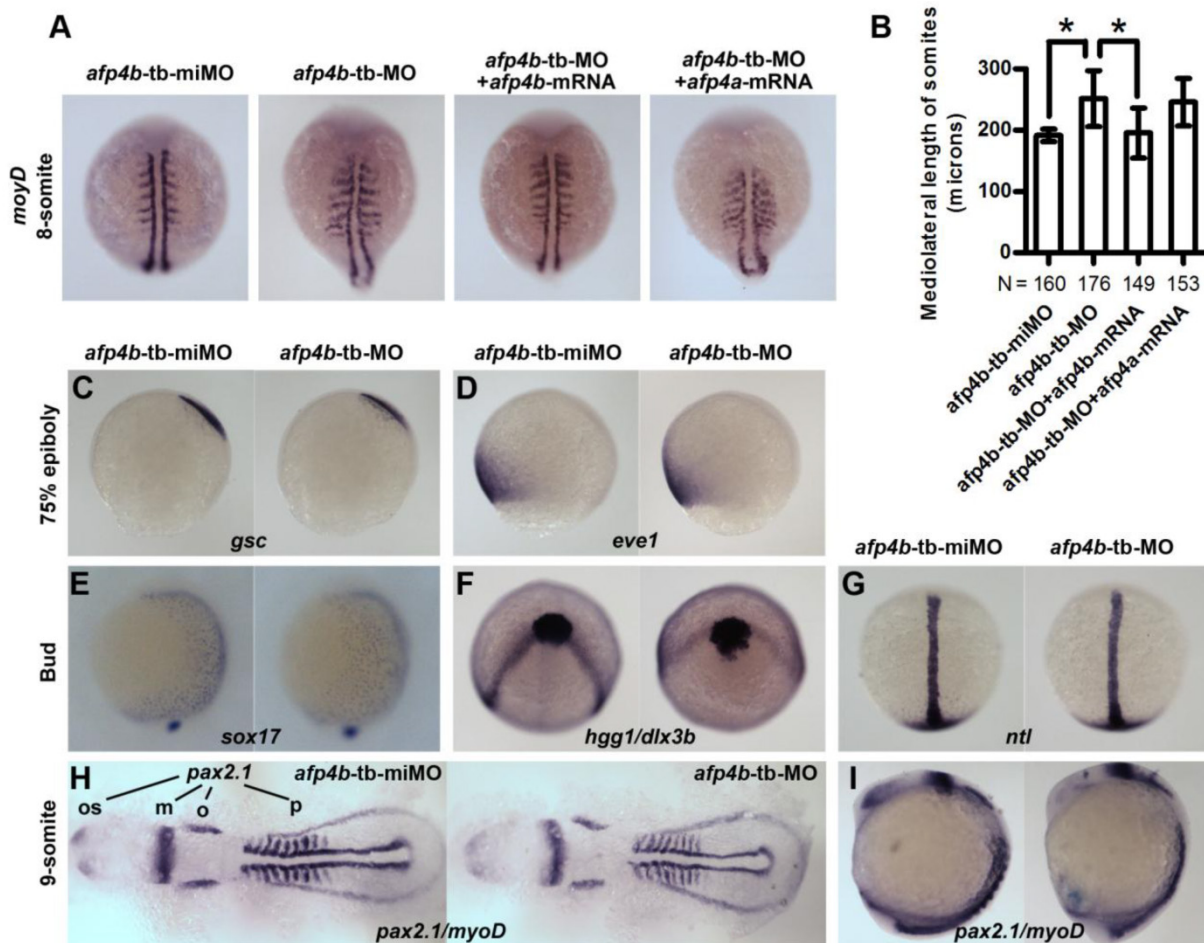 A
afp4b-tb-miMO
afp4b-tb-MO
afp4b-tb-MO
+afp4b-mRNA
afp4b-tb-MO
+afp4a-mRNA
moyD
8-somite
B
Mediolateral length of somites
(microns)
300
200
100
0
*
*
N = 160 176 149 153
afp4b-tb-miMO
afp4b-tb-MO
afp4b-tb-MO+afp4b-mRNA
afp4b-tb-MO+afp4a-mRNA
afp4b-tb-miMO
afp4b-tb-MO
afp4b-tb-miMO
afp4b-tb-MO
75% epiboly
C
gsc
D
eve1
afp4b-tb-miMO
afp4b-tb-MO
Bud
E
sox17
F
hgg1/dlx3b
G
ntl
9-somite
H
pax2.1
os
m
o
p
afp4b-tb-miMO
afp4b-tb-MO
pax2.1/myoD
I
pax2.1/myoD